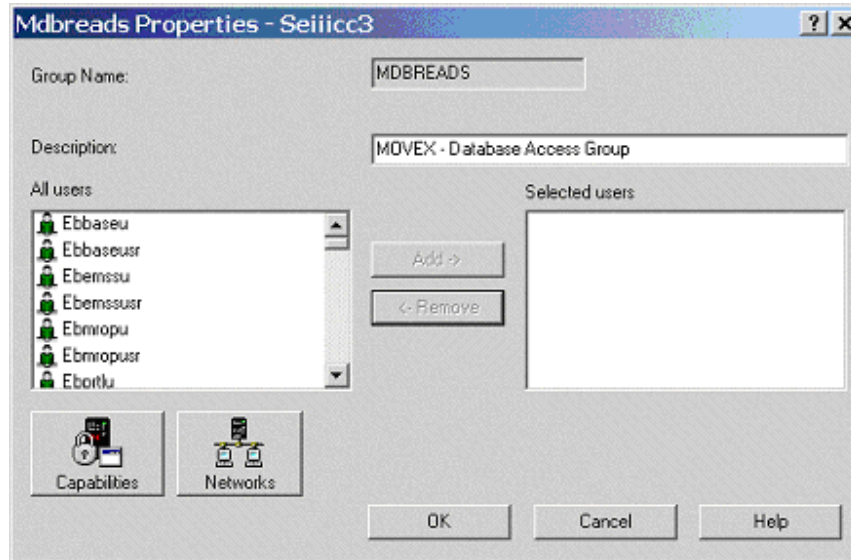 Mdbreads Properties - Seiiicc3
Group Name:
MDBREADS
Description:
MOVEX - Database Access Group
All users
Selected users
Ebbaseu
Ebbaseusr
Ebemssu
Ebemssusr
Ebmropu
Ebmropusr
Ebortlu
Add ->
<- Remove
Capabilities
Networks
OK
Cancel
Help